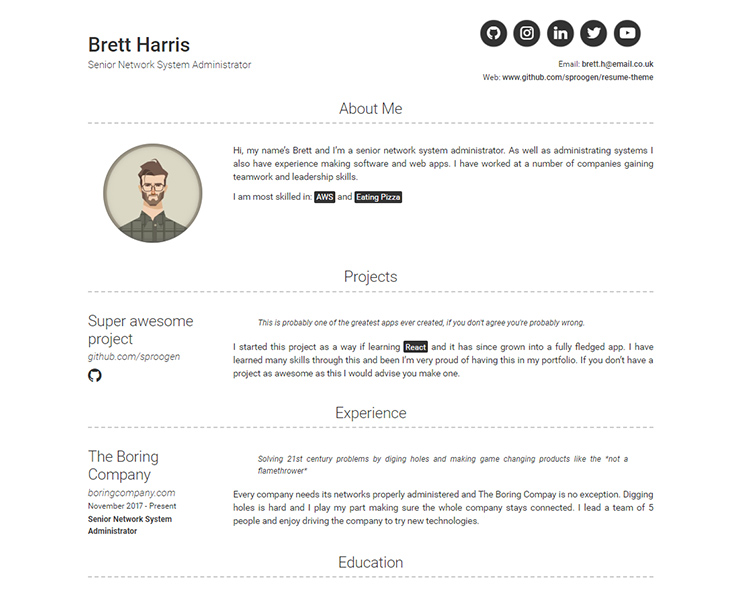 Brett Harris
Senior Network System Administrator
Email: brett.h@email.co.uk
Web: www.github.com/sproogen/resume-theme
About Me
Hi, my name's Brett and I'm a senior network system administrator. As well as administrating systems I
also have experience making software and web apps. I have worked at a number of companies gaining
teamwork and leadership skills.
I am most skilled in: AWS and Eating Pizza
Projects
Super awesome
project
github.com/sproogen
This is probably one of the greatest apps ever created, if you don't agree you're probably wrong.
I started this project as a way if learning React and it has since grown into a fully fledged app. I have
learned many skills through this and been I'm very proud of having this in my portfolio. If you don't have a
project as awesome as this I would advise you make one.
Experience
The Boring
Company
boringcompany.com
November 2017 - Present
Senior Network System
Administrator
Solving 21st century problems by diging holes and making game changing products like the *not a
flamethrower*
Every company needs its networks properly administered and The Boring Compay is no exception. Digging
holes is hard and I play my part making sure the whole company stays connected. I lead a team of 5
people and enjoy driving the company to try new technologies.
Education